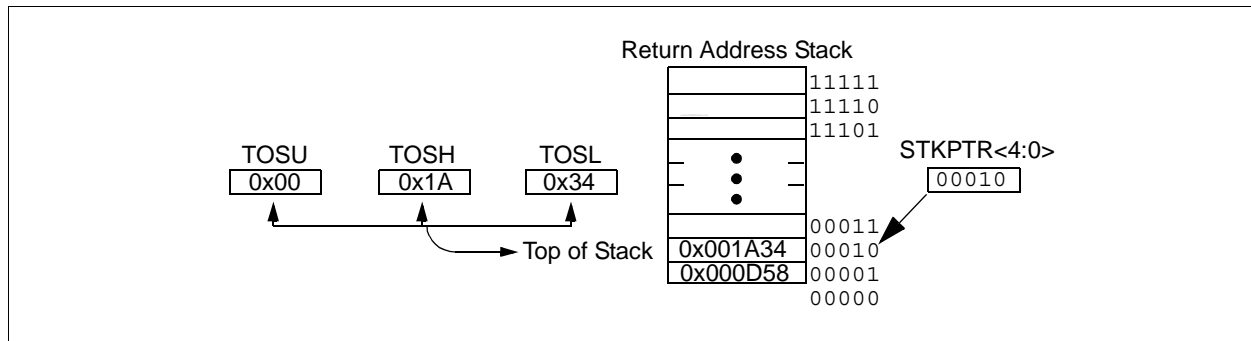 Return Address Stack
11111
11110
11101
TOSU TOSH TOSL
0x00 0x1A 0x34
STKPTR<4:0>
00010
00011
Top of Stack 0x001A34 00010
0x000D58 00001
00000